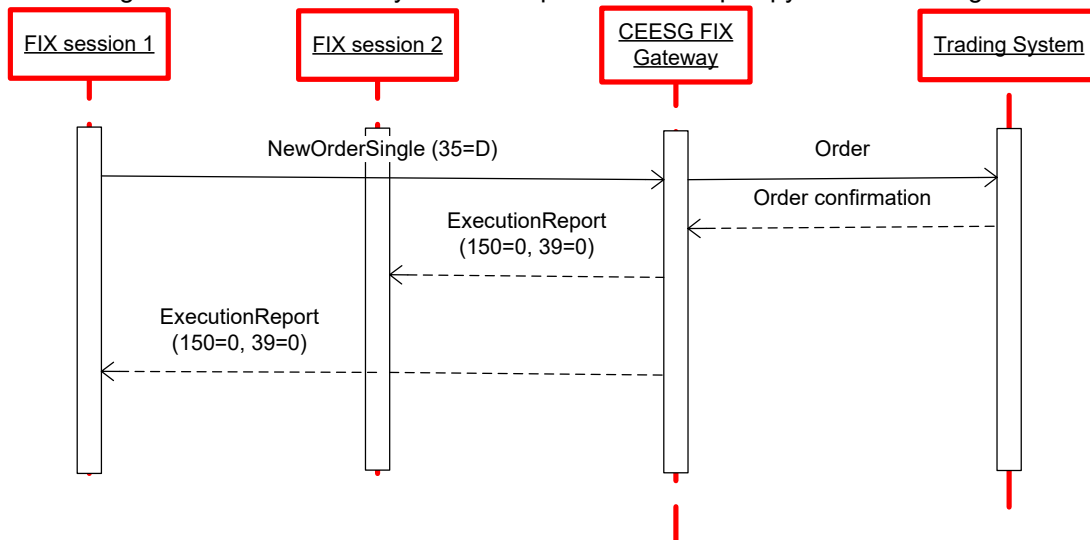 FIX session 1
FIX session 2
CEESG FIX
Gateway
Trading System
NewOrderSingle (35=D)
Order
Order confirmation
ExecutionReport
(150=0, 39=0)
ExecutionReport
(150=0, 39=0)